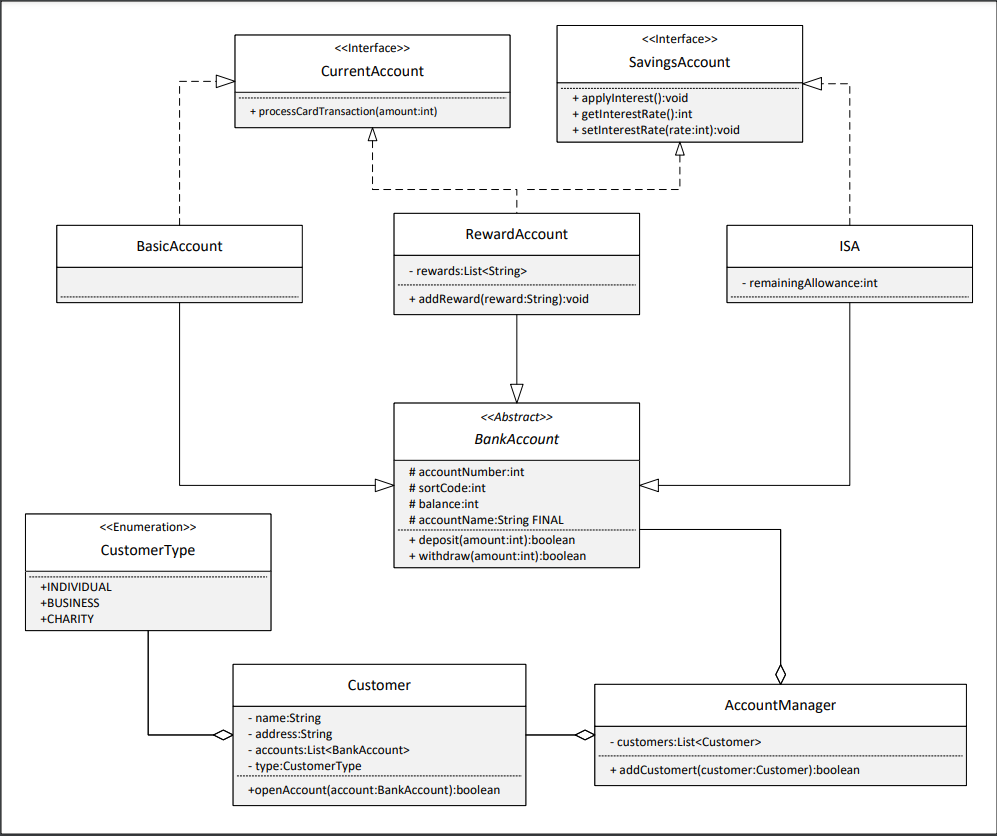 <<Interface>>
CurrentAccount
+ processCardTransaction(amount:int)
<<Interface>>
SavingsAccount
+ applyInterest():void
+ getInterestRate():int
+ setInterestRate(rate:int):void
BasicAccount
RewardAccount
- rewards:List<String>
+ addReward(reward:String):void
ISA
- remainingAllowance:int
<<Abstract>>
BankAccount
# accountNumber:int
# sortCode:int
# balance:int
# accountName:String FINAL
+ deposit(amount:int):boolean
+ withdraw(amount:int):boolean
<<Enumeration>>
CustomerType
+INDIVIDUAL
+BUSINESS
+CHARITY
Customer
- name:String
- address:String
- accounts:List<BankAccount>
- type:CustomerType
+openAccount(account:BankAccount):boolean
AccountManager
- customers:List<Customer>
+ addCustomert(customer:Customer):boolean